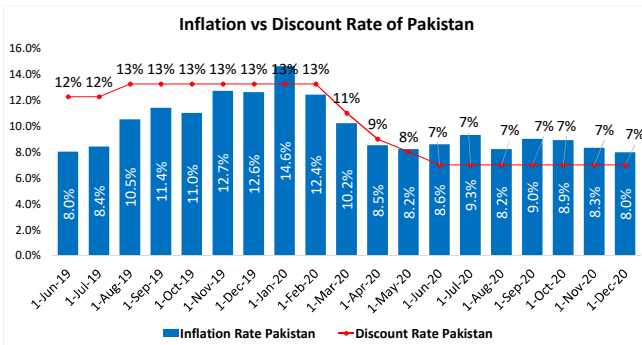 Inflation vs Discount Rate of Pakistan
16.0%
14.0%
12.0%
10.0%
8.0%
6.0%
4.0%
2.0%
0.0%
12% 12% 13% 13% 13% 13% 13% 13% 13% 11% 9% 8% 7% 7% 7% 7% 7% 7% 7%
8.0% 8.4% 10.5% 11.4% 11.0% 12.7% 12.6% 14.6% 12.4% 10.2% 8.5% 8.2% 8.6% 9.3% 8.2% 9.0% 8.9% 8.3% 8.0%
1-Jun-19 1-Jul-19 1-Aug-19 1-Sep-19 1-Oct-19 1-Nov-19 1-Dec-19 1-Jan-20 1-Feb-20 1-Mar-20 1-Apr-20 1-May-20 1-Jun-20 1-Jul-20 1-Aug-20 1-Sep-20 1-Oct-20 1-Nov-20 1-Dec-20
Inflation Rate Pakistan Discount Rate Pakistan